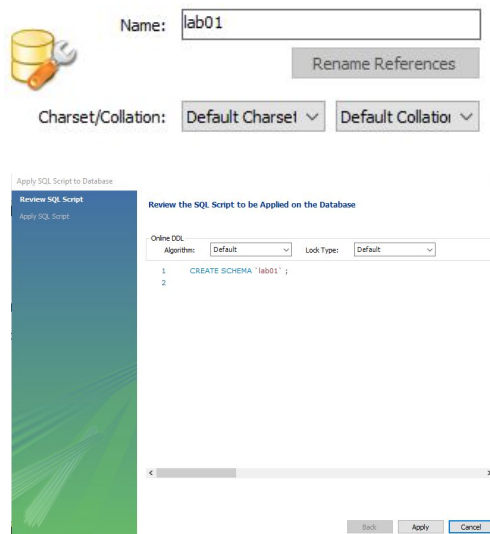 Name: lab01
Rename References
Charset/Collation: Default Charset Default Collation
Apply SQL Script to Database
Review SQL Script
Apply SQL Script
Review the SQL Script to be Applied on the Database
Online DDL
Algorithm: Default Lock Type: Default
1 CREATE SCHEMA `lab01` ;
2
Back Apply Cancel